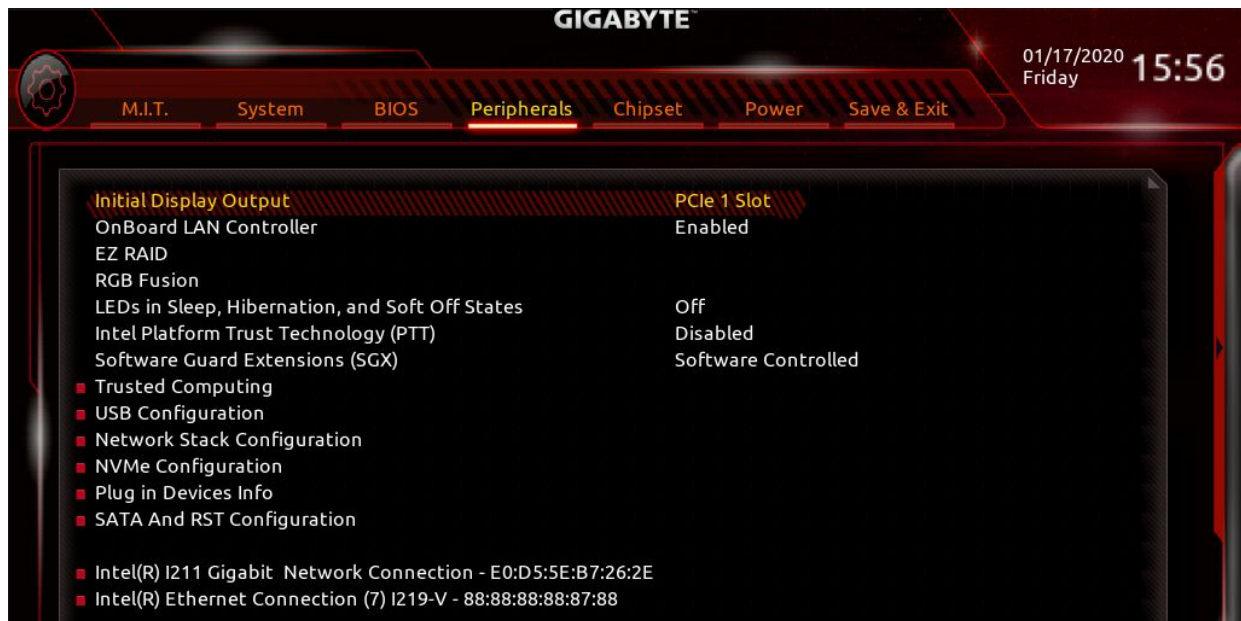 GIGABYTE™
01/17/2020 15:56
Friday
M.I.T. System BIOS Peripherals Chipset Power Save & Exit
Initial Display Output PCIe 1 Slot
OnBoard LAN Controller Enabled
EZ RAID
RGB Fusion
LEDs in Sleep, Hibernation, and Soft Off States Off
Intel Platform Trust Technology (PTT) Disabled
Software Guard Extensions (SGX) Software Controlled
Trusted Computing
USB Configuration
Network Stack Configuration
NVMe Configuration
Plug in Devices Info
SATA And RST Configuration
Intel(R) I211 Gigabit  Network Connection - E0:D5:5E:B7:26:2E
Intel(R) Ethernet Connection (7) I219-V - 88:88:88:88:87:88